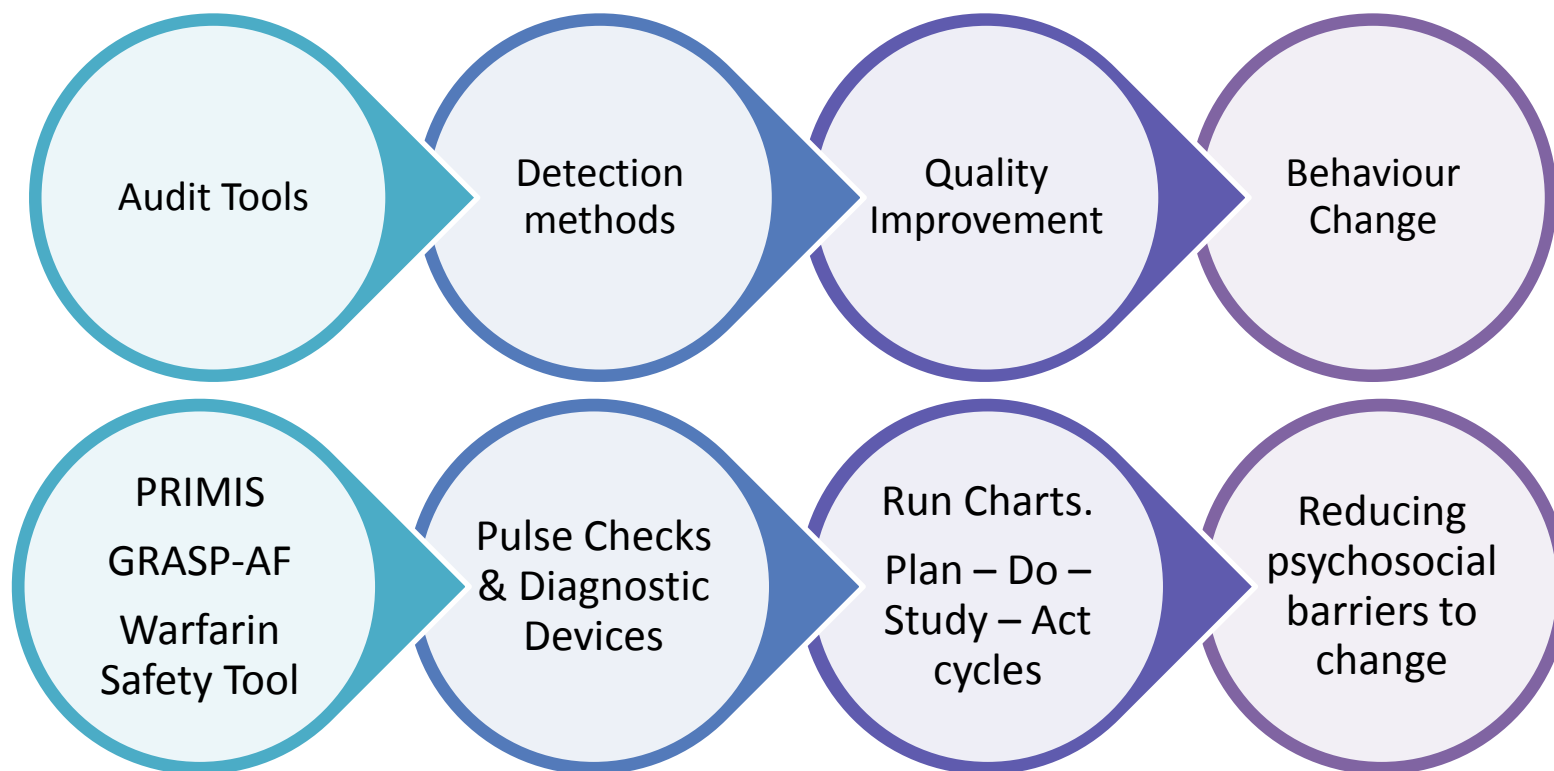 Audit Tools
Detection
methods
Quality
Improvement
Behaviour
Change
PRIMIS
GRASP-AF
Warfarin
Safety Tool
Pulse Checks
& Diagnostic
Devices
Run Charts.
Plan – Do –
Study – Act
cycles
Reducing
psychosocial
barriers to
change